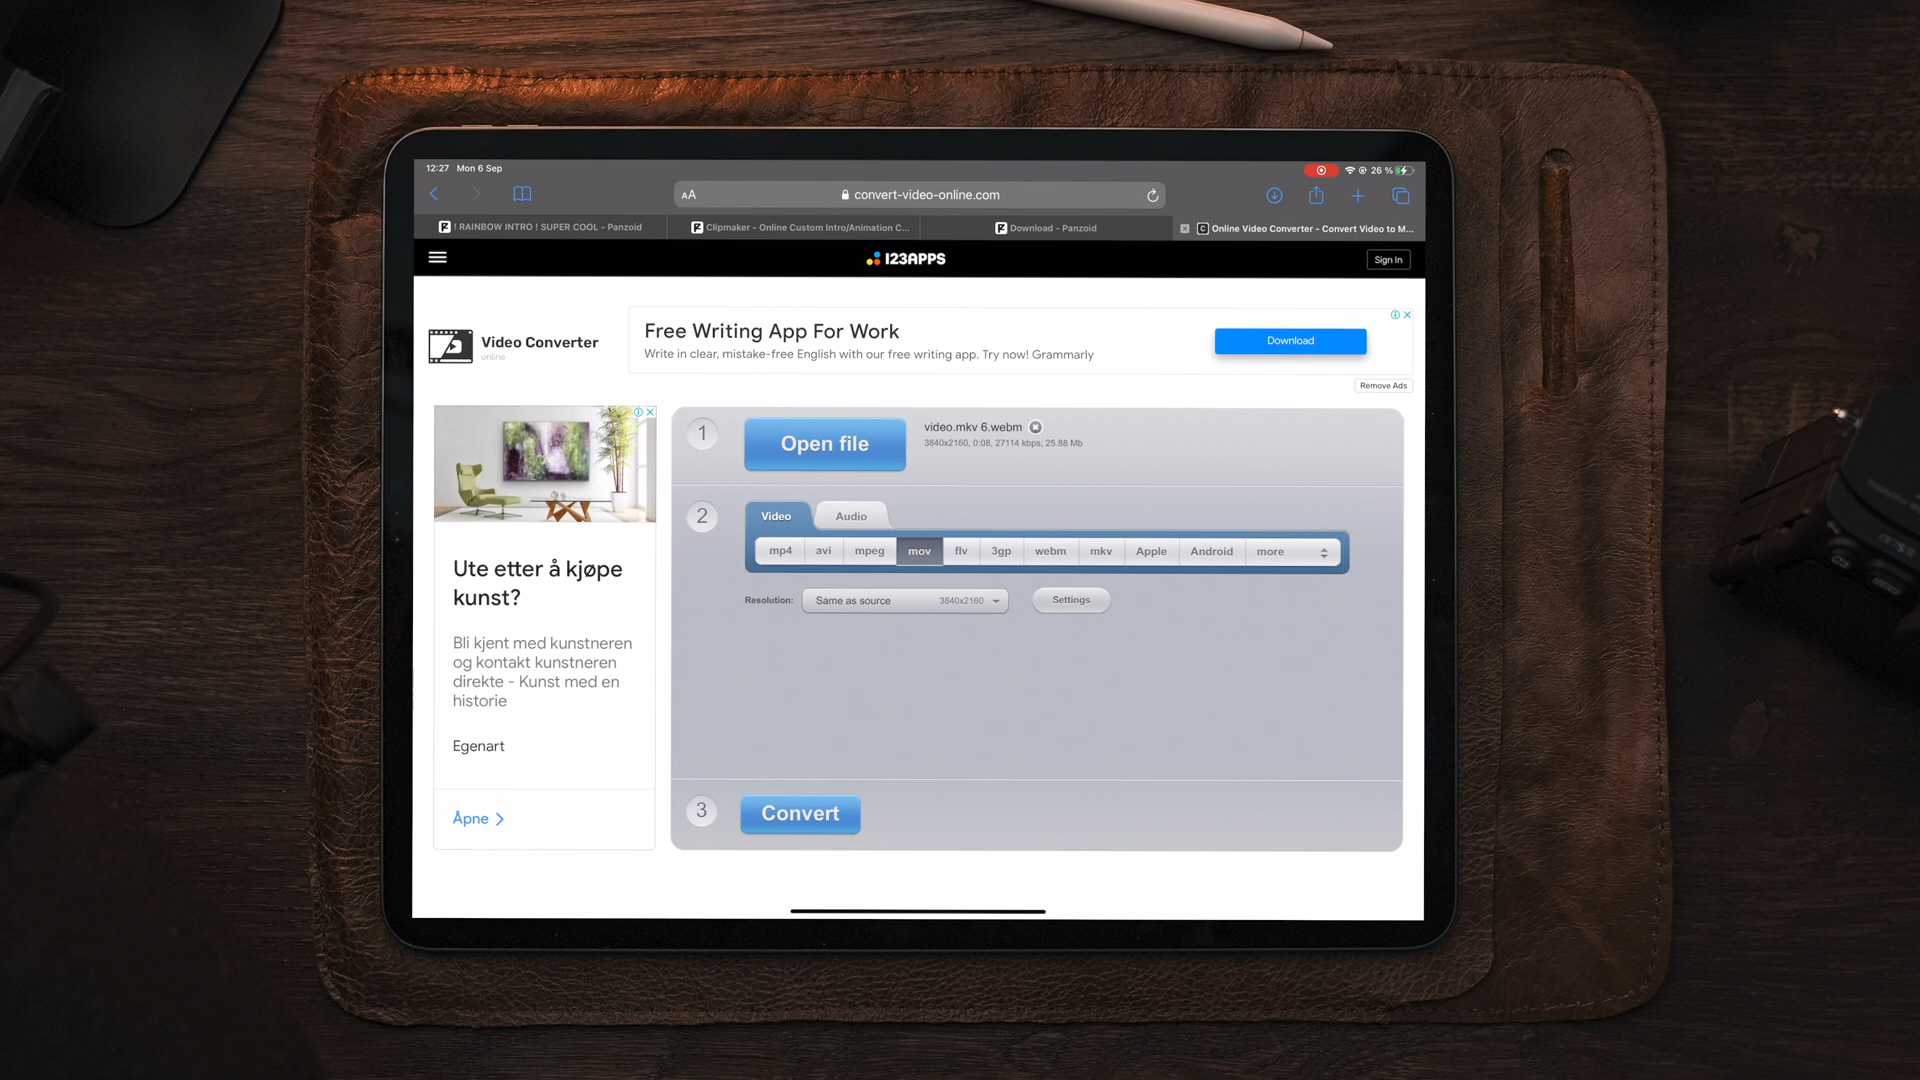 12:27 Mon 6 Sep
26 %
AA
convert-video-online.com
! RAINBOW INTRO ! SUPER COOL - Panzoid
Clipmaker - Online Custom Intro/Animation C...
Download - Panzoid
C Online Video Converter - Convert Video to M...
123APPS
Sign In
Video Converter
online
Free Writing App For Work
Write in clear, mistake-free English with our free writing app. Try now! Grammarly
Download
Remove Ads
1
Open file
video.mkv 6.webm
3840x2160, 0:08, 27114 kbps, 25.88 Mb
2
Video Audio
mp4 avi mpeg mov flv 3gp webm mkv Apple Android more
Resolution: Same as source 3840x2160 Settings
3
Convert
Ute etter å kjøpe
kunst?
Bli kjent med kunstneren
og kontakt kunstneren
direkte - Kunst med en
historie
Egenart
Åpne
MENU